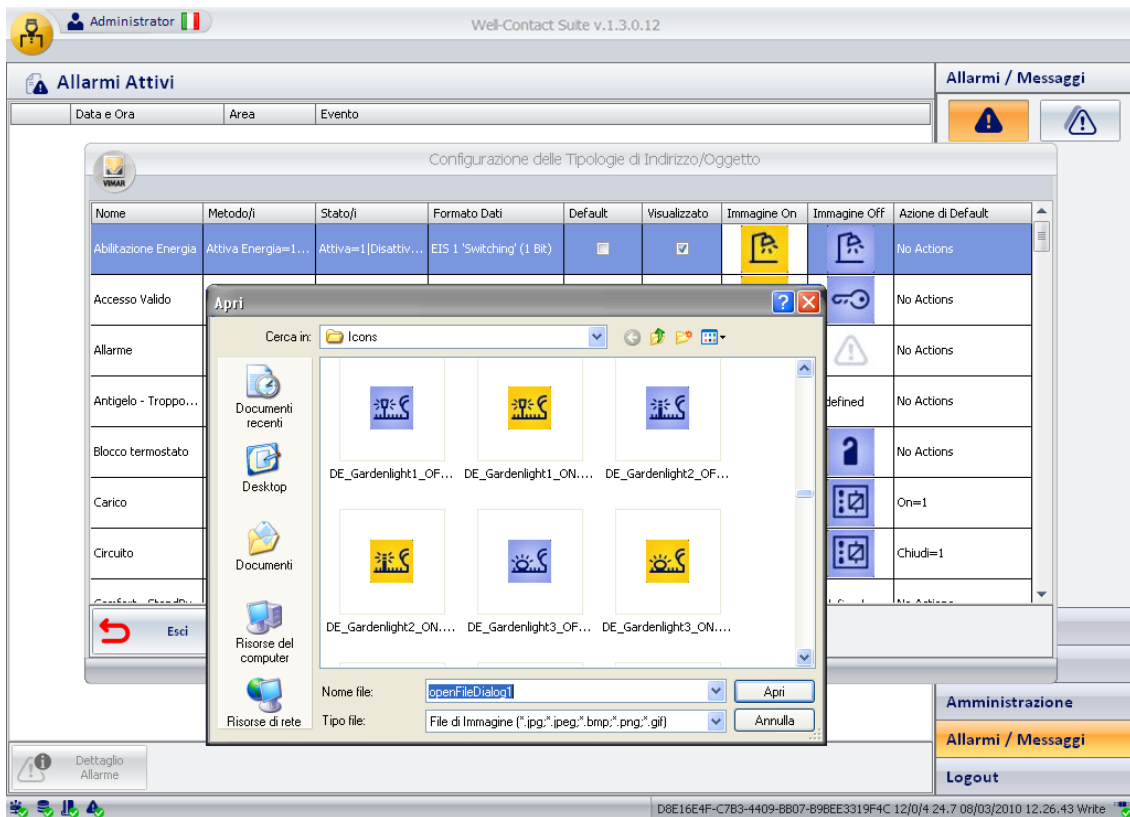 Administrator
Well-Contact Suite v.1.3.0.12
Allarmi Attivi
Allarmi / Messaggi
Data e Ora Area Evento
Configurazione delle Tipologie di Indirizzo/Oggetto
VIMAR
Nome Metodo/i Stato/i Formato Dati Default Visualizzato Immagine On Immagine Off Azione di Default
Abilitazione Energia Attiva Energia=1... Attiva=1|Disattiv... EIS 1 'Switching' (1 Bit) No Actions
Accesso Valido No Actions
Apri
Cerca in: Icons
Allarme No Actions
Antigelo - Troppo... defined No Actions
Blocco termostato No Actions
Carico On=1
Circuito Chiudi=1
Documenti recenti
Desktop
Documenti
Risorse del computer
Risorse di rete
DE_Gardenlight1_OF... DE_Gardenlight1_ON.... DE_Gardenlight2_OF...
DE_Gardenlight2_ON.... DE_Gardenlight3_OF... DE_Gardenlight3_ON....
Esci
Nome file: openFileDialog1 Apri
Tipo file: File di Immagine (*.jpg;*.jpeg;*.bmp;*.png;*.gif) Annulla
Amministrazione
Allarmi / Messaggi
Logout
Dettaglio
Allarme
D8E16E4F-C7B3-4409-BB07-B9BEE3319F4C 12/0/4 24.7 08/03/2010 12.26.43 Write